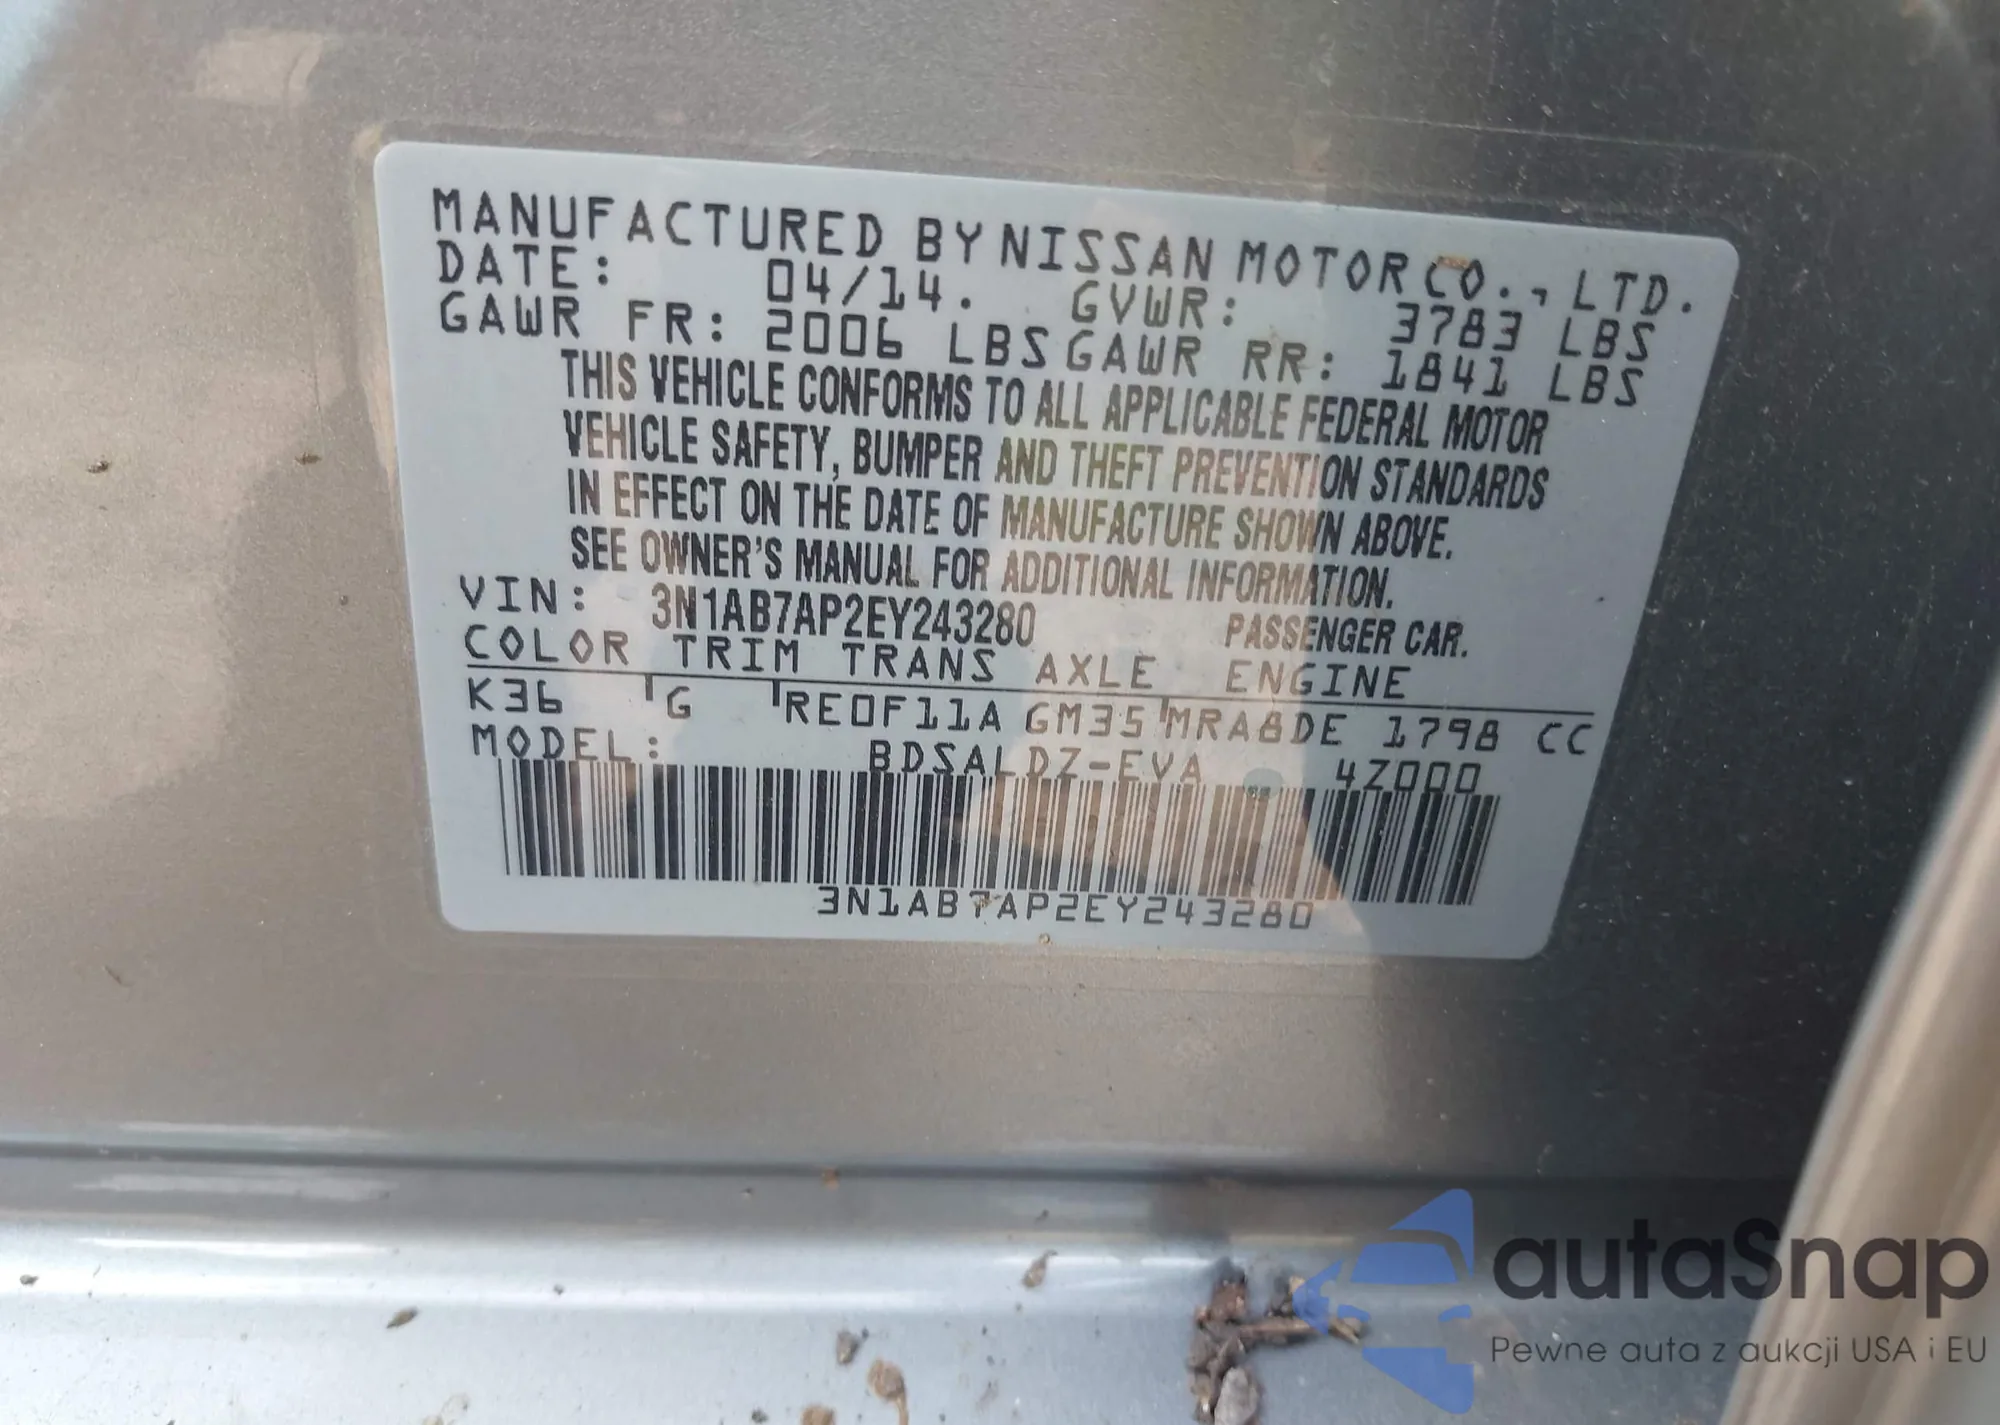 MANUFACTURED BY NISSAN MOTOR CO., LTD.
DATE: 04/14. GVWR: 3783 LBS
GAWR FR: 2006 LBS GAWR RR: 1841 LBS
THIS VEHICLE CONFORMS TO ALL APPLICABLE FEDERAL MOTOR
VEHICLE SAFETY, BUMPER AND THEFT PREVENTION STANDARDS
IN EFFECT ON THE DATE OF MANUFACTURE SHOWN ABOVE.
SEE OWNER'S MANUAL FOR ADDITIONAL INFORMATION.
VIN: 3N1AB7AP2EY243280 PASSENGER CAR.
COLOR TRIM TRANS AXLE ENGINE
K36 G RE0F11A GM35 MRA8DE 1798 CC
MODEL: BDSALDZ-EVA 4Z000
3N1AB7AP2EY243280
autaSnap
Pewne auta z aukcji USA i EU